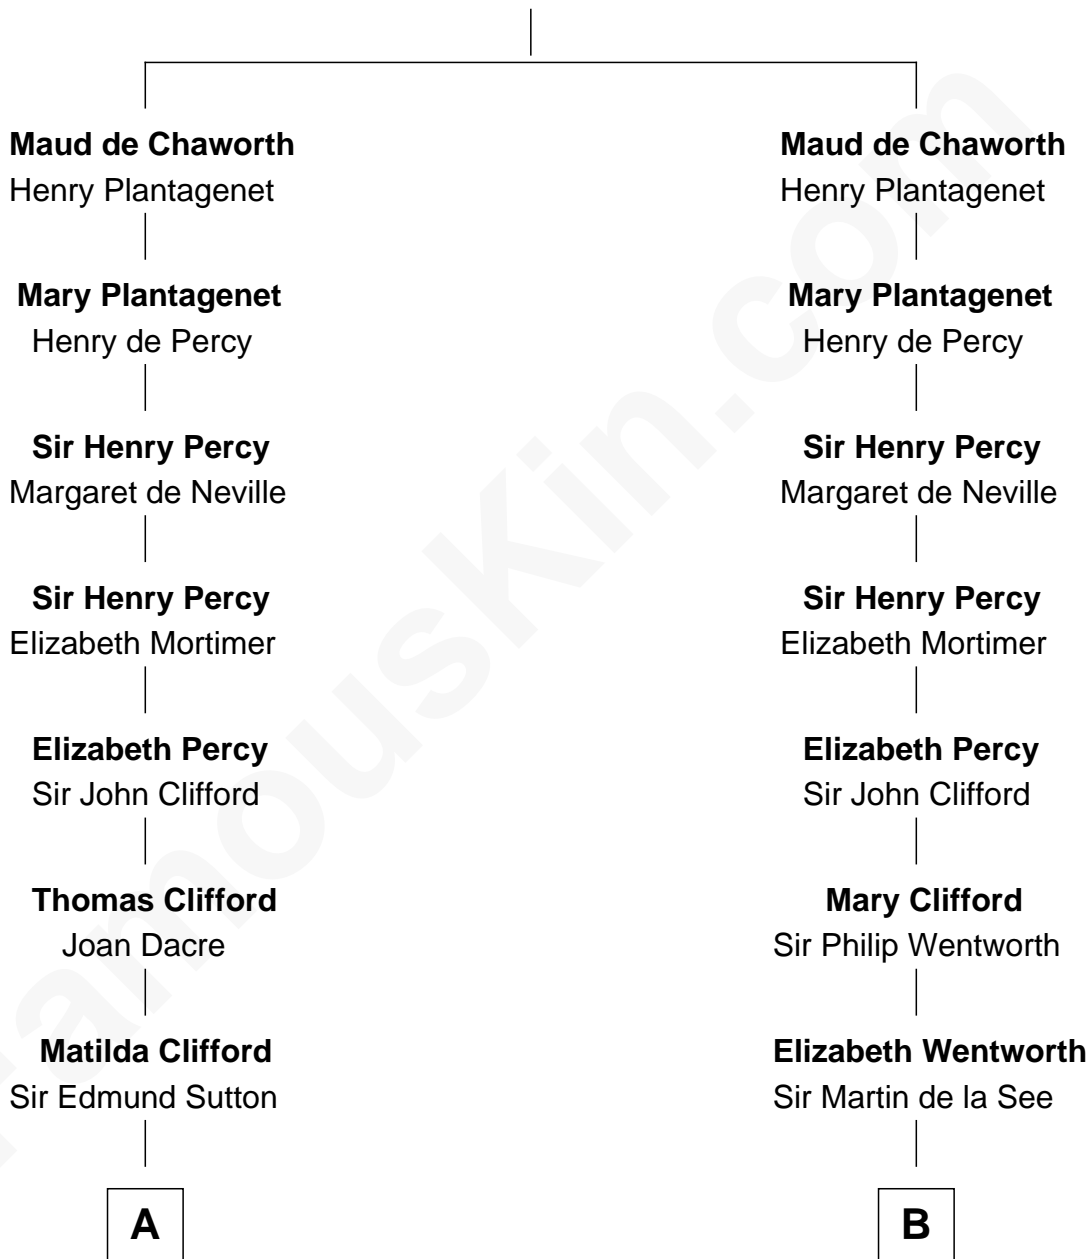 Maud de Chaworth
Henry Plantagenet
Mary Plantagenet
Henry de Percy
Sir Henry Percy
Margaret de Neville
Sir Henry Percy
Elizabeth Mortimer
Elizabeth Percy
Sir John Clifford
Thomas Clifford
Joan Dacre
Matilda Clifford
Sir Edmund Sutton
A
Maud de Chaworth
Henry Plantagenet
Mary Plantagenet
Henry de Percy
Sir Henry Percy
Margaret de Neville
Sir Henry Percy
Elizabeth Mortimer
Elizabeth Percy
Sir John Clifford
Mary Clifford
Sir Philip Wentworth
Elizabeth Wentworth
Sir Martin de la See
B
FamousKin.com